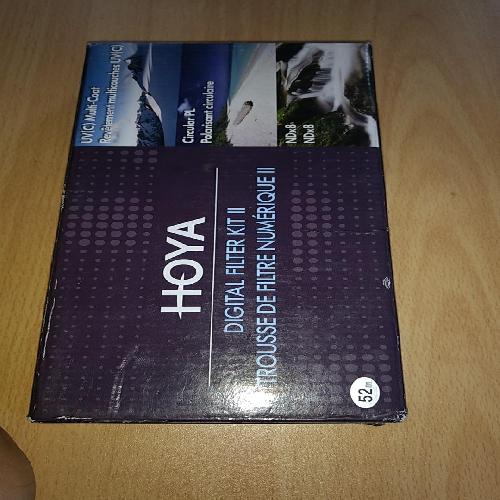 UV(C) Multi-Coat
Revêtement multicouches UV(C)
Circular PL
Polarisant circulaire
NDx8
NDx8
HOYA
DIGITAL FILTER KIT II
TROUSSE DE FILTRE NUMÉRIQUE II
52mm